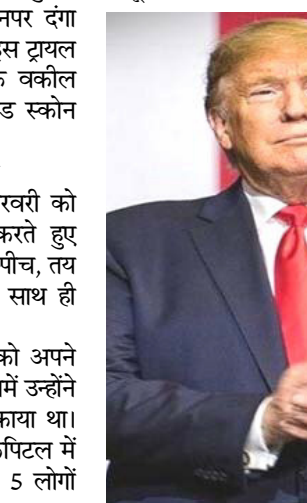 नपर दंगा
स ट्रायल
वकील
ड स्कोन
रवरी को
करते हुए
पीच, तय
साथ ही
को अपने
में उन्होंने
काया था।
पिटल में
5 लोगों